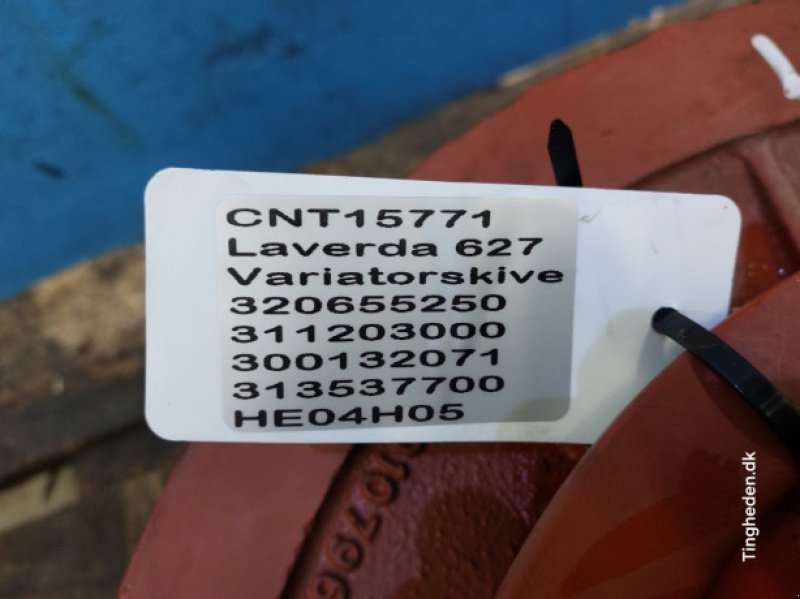 CNT15771
Laverda 627
Variatorskive
320655250
311203000
300132071
313537700
HE04H05
Tingheden.dk